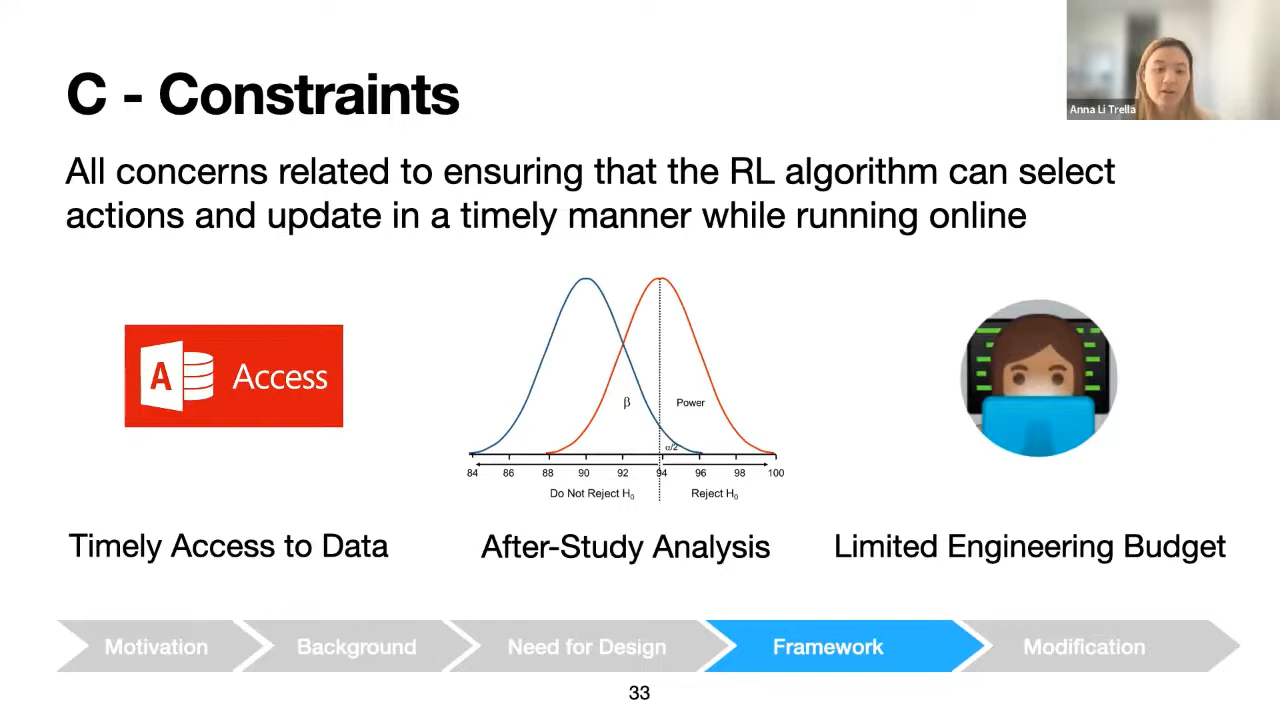 C - Constraints
Anna Li Trella
All concerns related to ensuring that the RL algorithm can select
actions and update in a timely manner while running online
A Access
β
Power
α/2
84 86 88 90 92 94 96 98 100
Do Not Reject H₀
Reject H₀
Timely Access to Data
After-Study Analysis
Limited Engineering Budget
Motivation
Background
Need for Design
Framework
Modification
33